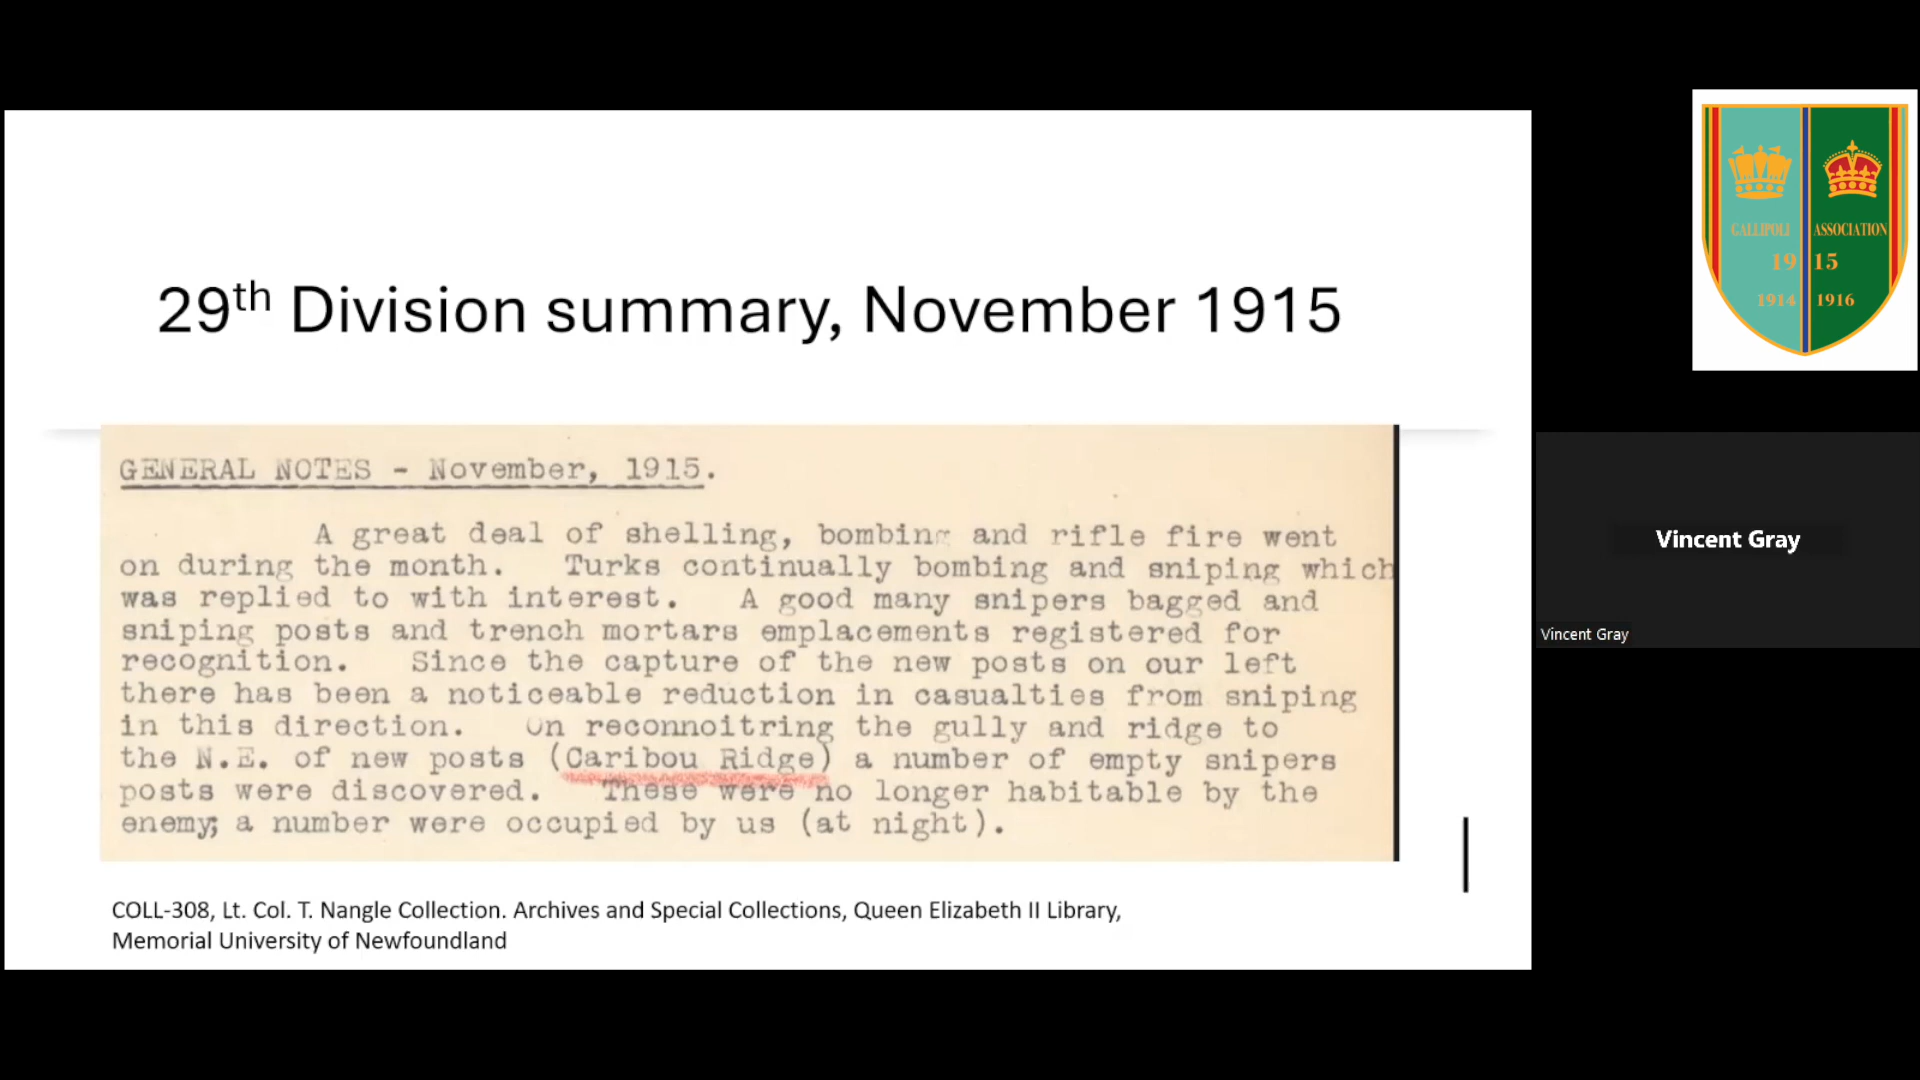 29th Division summary, November 1915
GENERAL NOTES - November, 1915.
A great deal of shelling, bombing and rifle fire went
on during the month. Turks continually bombing and sniping which
was replied to with interest. A good many snipers bagged and
sniping posts and trench mortars emplacements registered for
recognition. Since the capture of the new posts on our left
there has been a noticeable reduction in casualties from sniping
in this direction. On reconnoitring the gully and ridge to
the N.E. of new posts (Caribou Ridge) a number of empty snipers
posts were discovered. These were no longer habitable by the
enemy; a number were occupied by us (at night).
COLL-308, Lt. Col. T. Nangle Collection. Archives and Special Collections, Queen Elizabeth II Library,
Memorial University of Newfoundland
GALLIPOLI ASSOCIATION
19 15
1914 1916
Vincent Gray
Vincent Gray